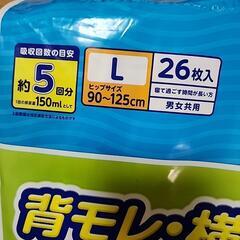 吸収回数の目安
約5回分
1回の排尿量150mlとして
L
ヒップサイズ
90〜125cm
26枚入
寝て過ごす時間が長い方
男女共用
背モレ・横